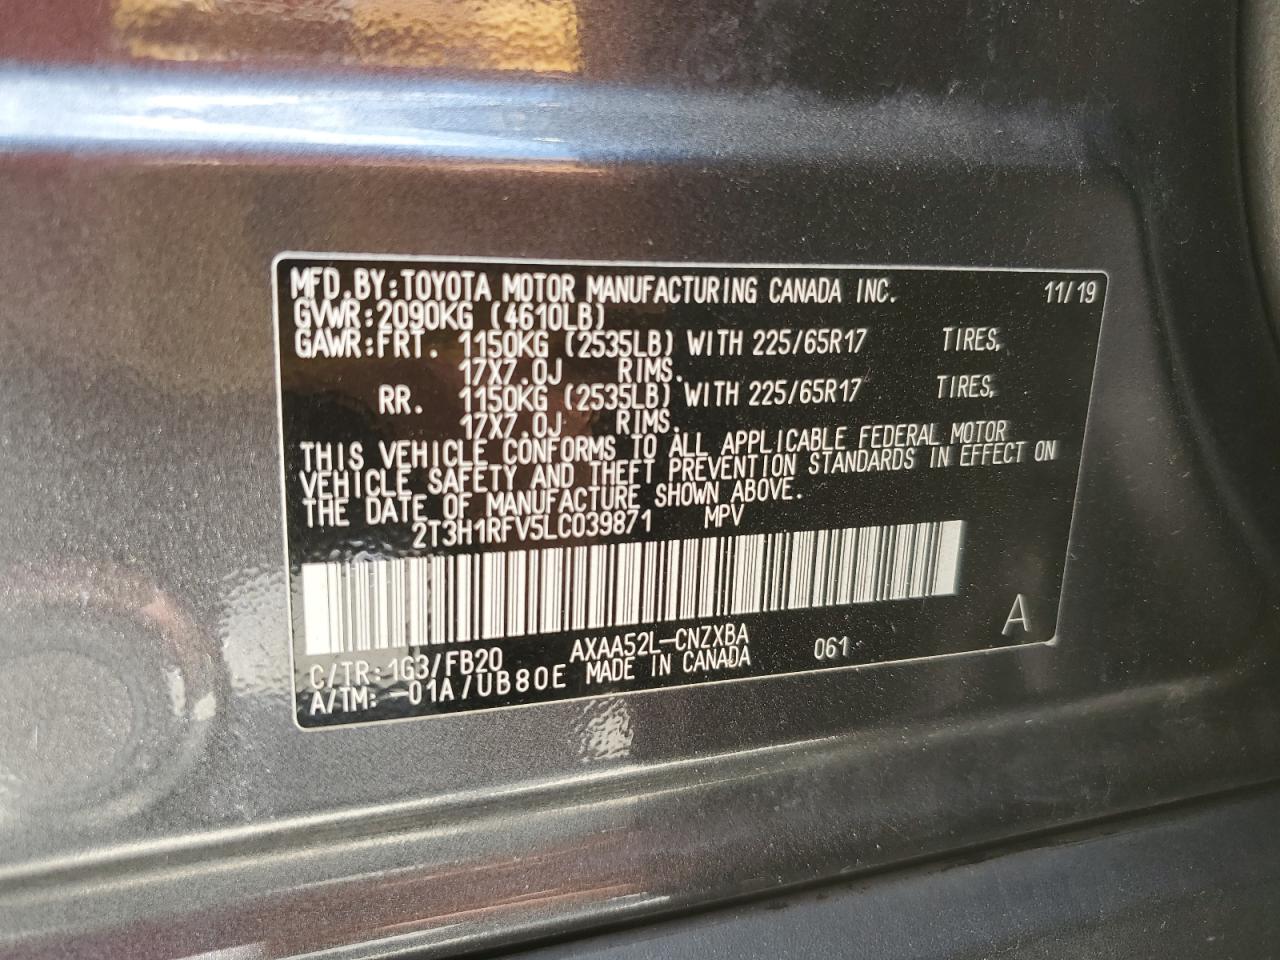 MFD.BY:TOYOTA MOTOR MANUFACTURING CANADA INC. 11/19
GVWR:2090KG (4610LB)
GAWR:FRT. 1150KG (2535LB) WITH 225/65R17 TIRES,
17X7.0J RIMS.
RR. 1150KG (2535LB) WITH 225/65R17 TIRES,
17X7.0J RIMS.
THIS VEHICLE CONFORMS TO ALL APPLICABLE FEDERAL MOTOR
VEHICLE SAFETY AND THEFT PREVENTION STANDARDS IN EFFECT ON
THE DATE OF MANUFACTURE SHOWN ABOVE.
2T3H1RFV5LC039871 MPV
A
C/TR:1G3/FB20 AXAA52L-CNZXBA 061
A/TM:-01A/UB80E MADE IN CANADA